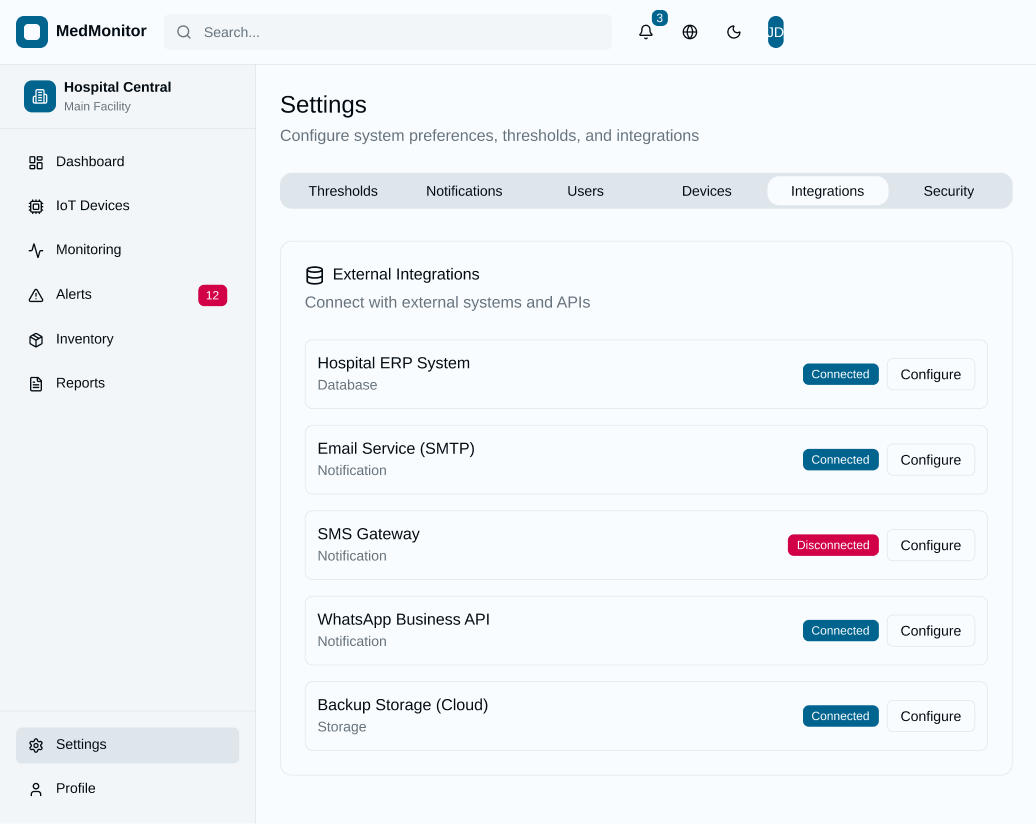 MedMonitor
Search...
3
JD
Hospital Central
Main Facility
Dashboard
IoT Devices
Monitoring
Alerts
12
Inventory
Reports
Settings
Profile
Settings
Configure system preferences, thresholds, and integrations
Thresholds Notifications Users Devices Integrations Security
External Integrations
Connect with external systems and APIs
Hospital ERP System
Database
Connected Configure
Email Service (SMTP)
Notification
Connected Configure
SMS Gateway
Notification
Disconnected Configure
WhatsApp Business API
Notification
Connected Configure
Backup Storage (Cloud)
Storage
Connected Configure